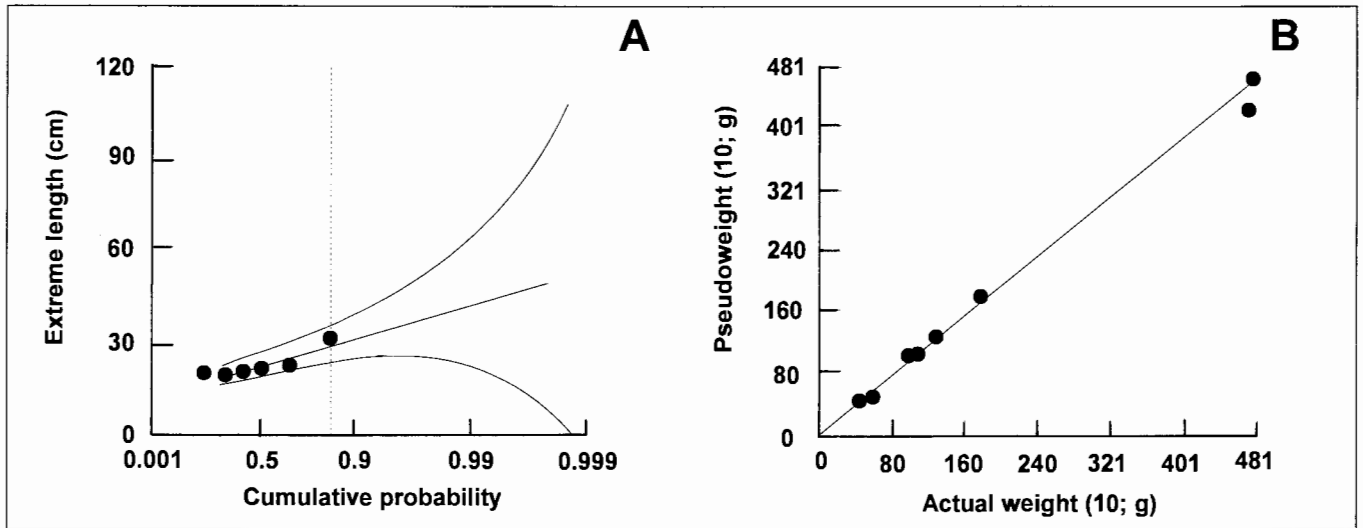 A
Extreme length (cm)
120
90
60
30
0
0.001 0.5 0.9 0.99 0.999
Cumulative probability
B
Pseudoweight (10; g)
481
401
321
240
160
80
0
0 80 160 240 321 401 481
Actual weight (10; g)